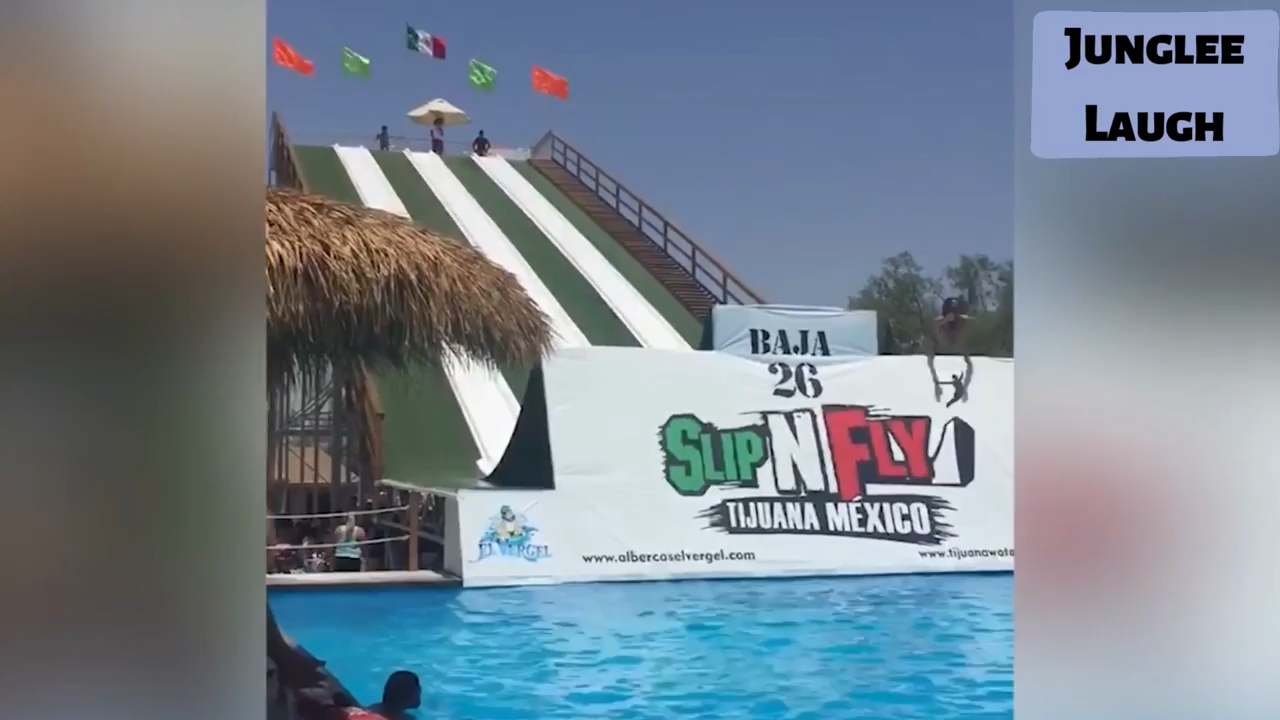 JUNGLEE
LAUGH
BAJA
26
SLIP N FLY
TIJUANA MÉXICO
EL VERGEL
www.albercaselvergel.com
www.tijuanawat